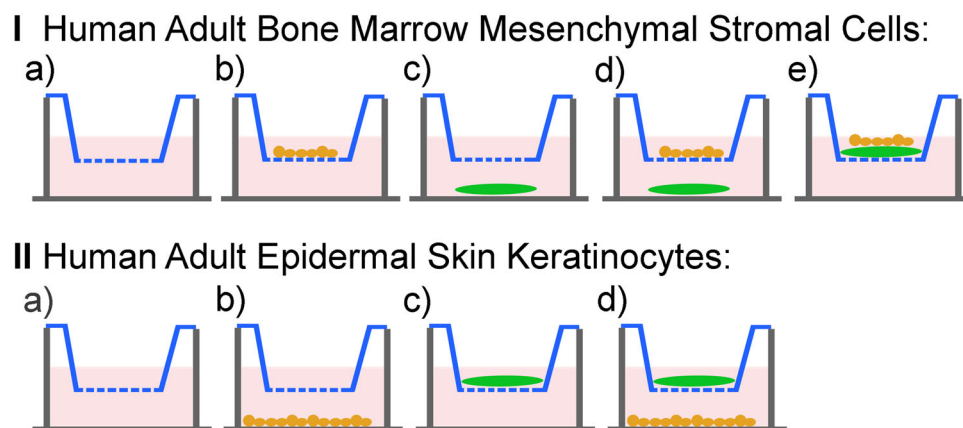 I Human Adult Bone Marrow Mesenchymal Stromal Cells:
a) b) c) d) e)
II Human Adult Epidermal Skin Keratinocytes:
a) b) c) d)